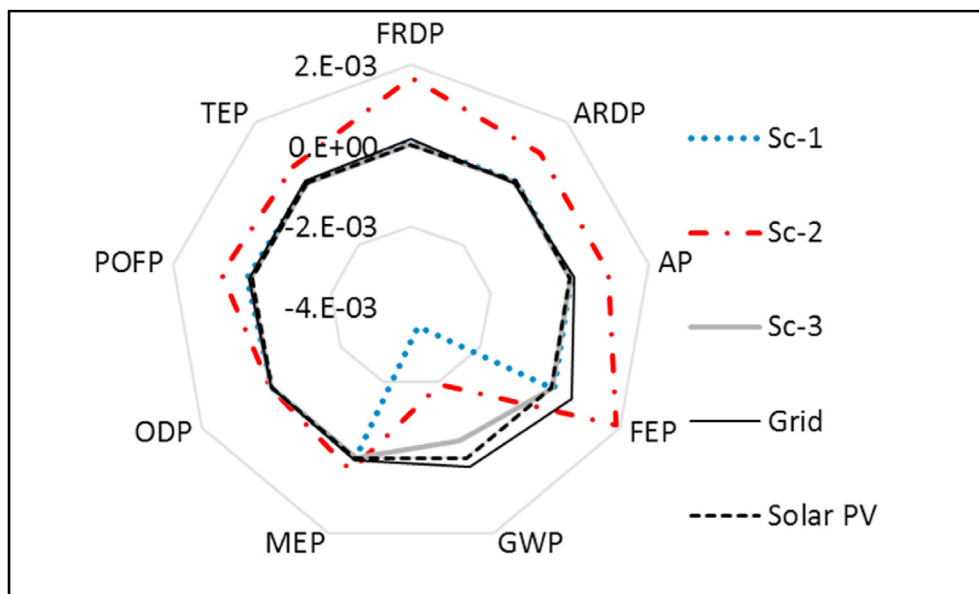 FRDP
2.E-03
TEP
ARDP
0.E+00
Sc-1
-2.E-03
Sc-2
POFP
AP
-4.E-03
Sc-3
ODP
FEP
Grid
MEP
GWP
Solar PV